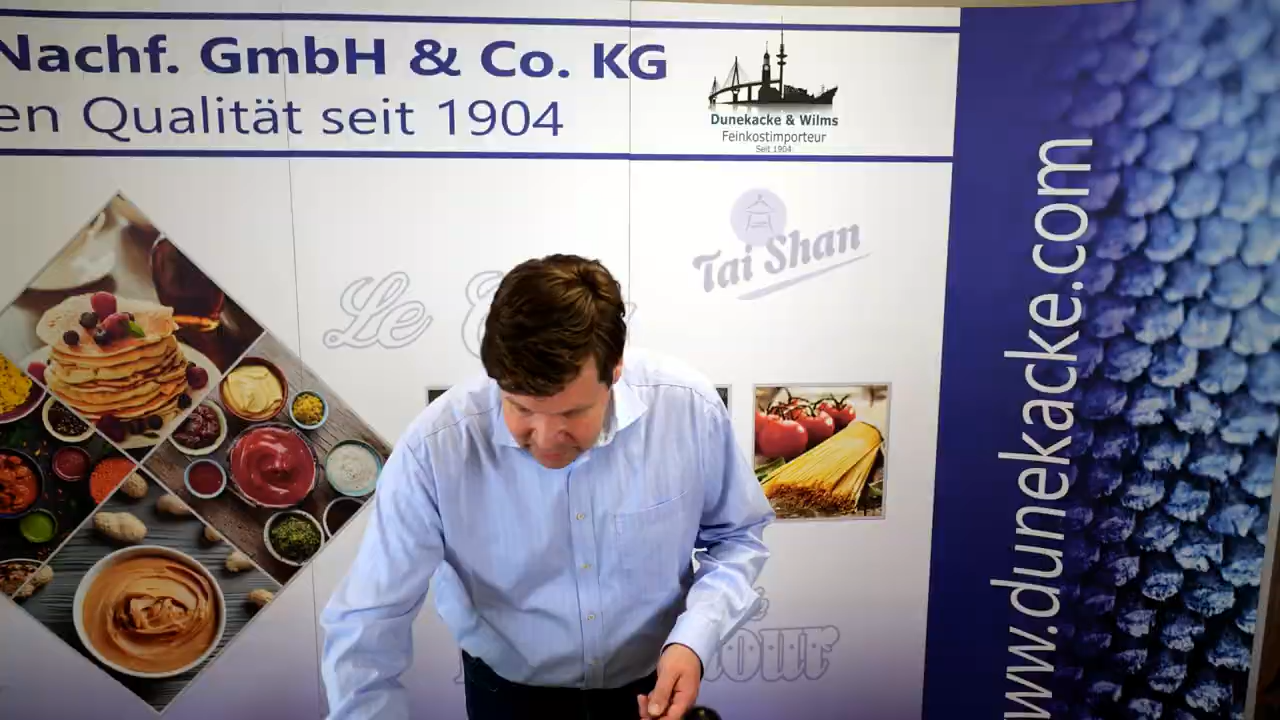 Nachf. GmbH & Co. KG
en Qualität seit 1904
Dunekacke & Wilms
Feinkostimporteur
Seit 1904
Tai Shan
Le
www.dunekacke.com